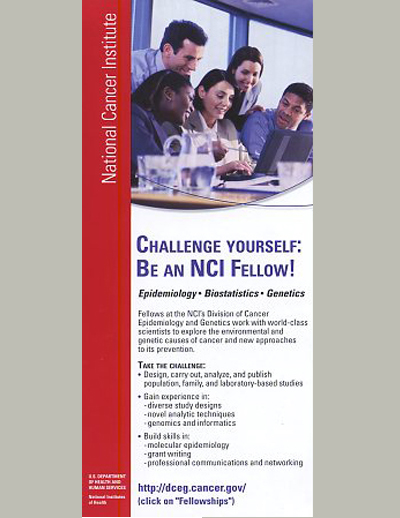 National Cancer Institute
CHALLENGE YOURSELF:
BE AN NCI FELLOW!
Epidemiology • Biostatistics • Genetics
Fellows at the NCI's Division of Cancer
Epidemiology and Genetics work with world-class
scientists to explore the environmental and
genetic causes of cancer and new approaches
to its prevention.
TAKE THE CHALLENGE:
• Design, carry out, analyze, and publish
population, family, and laboratory-based studies
• Gain experience in:
- diverse study designs
- novel analytic techniques
- genomics and informatics
• Build skills in:
- molecular epidemiology
- grant writing
- professional communications and networking
U.S. DEPARTMENT
OF HEALTH AND
HUMAN SERVICES
National Institutes
of Health
http://dceg.cancer.gov/
(click on "Fellowships")